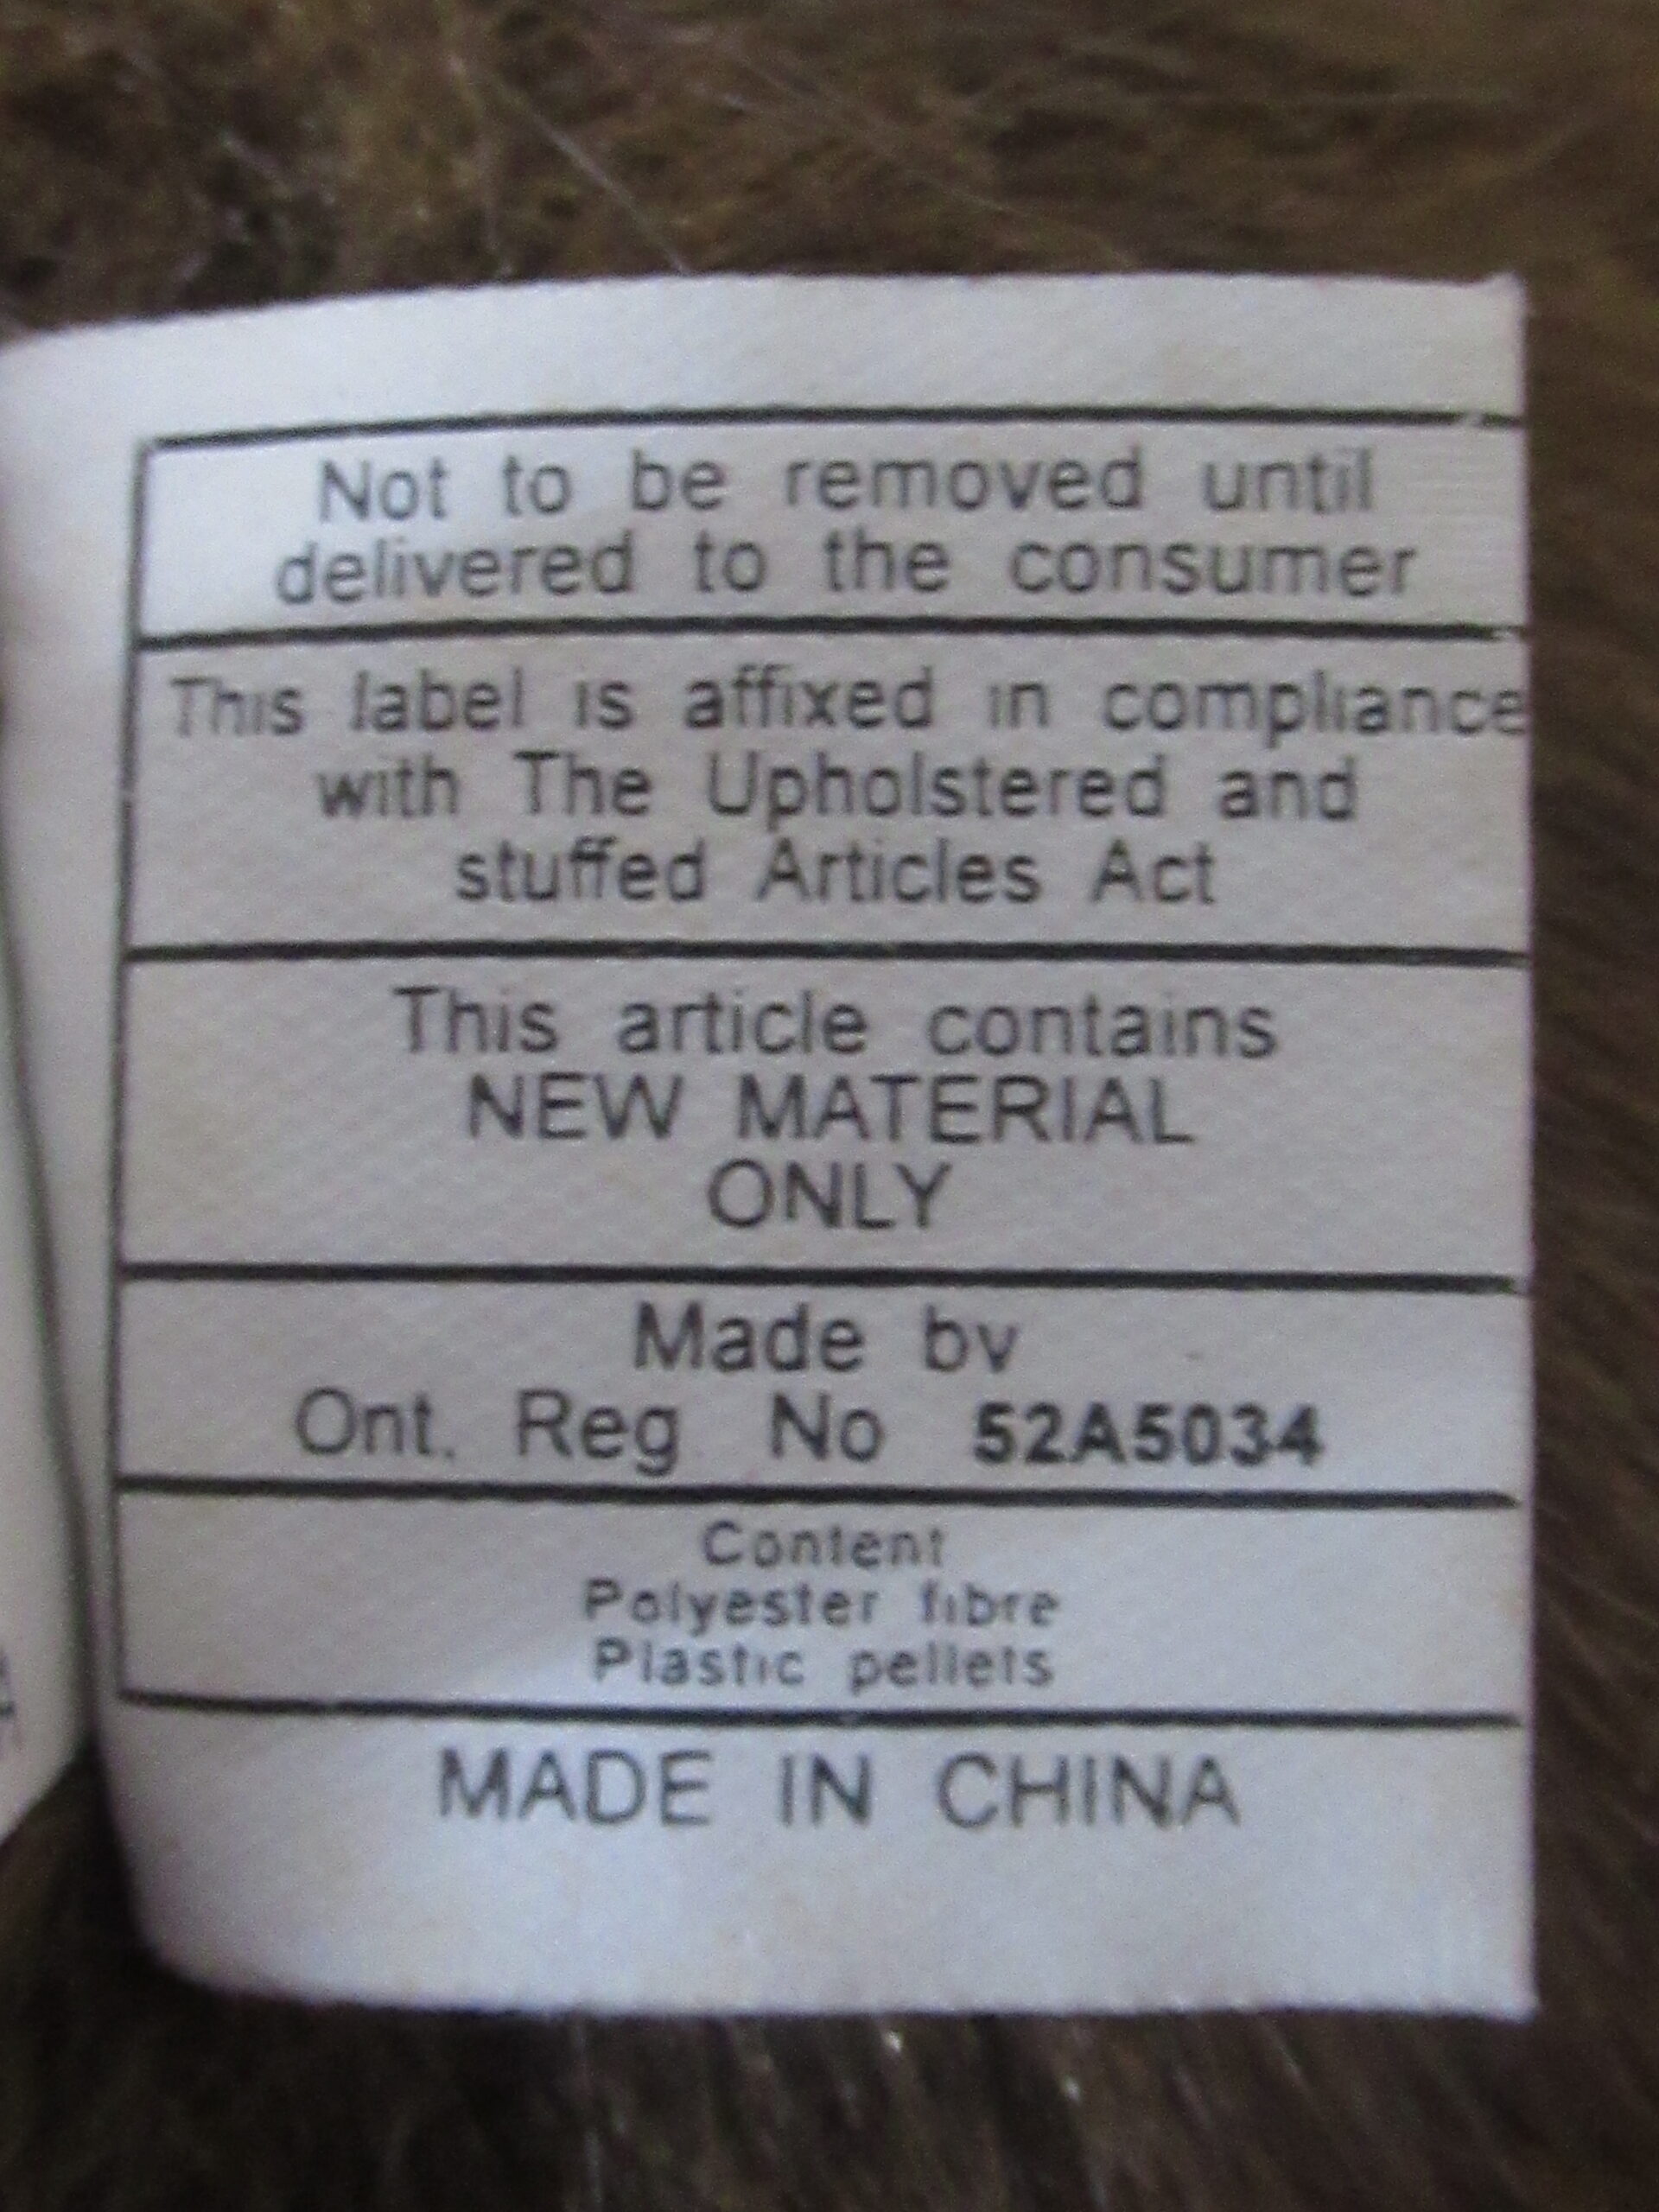 Not to be removed until
delivered to the consumer
This label is affixed in compliance
with The Upholstered and
stuffed Articles Act
This article contains
NEW MATERIAL
ONLY
Made by
Ont. Reg No 52A5034
Content
Polyester fibre
Plastic pellets
MADE IN CHINA